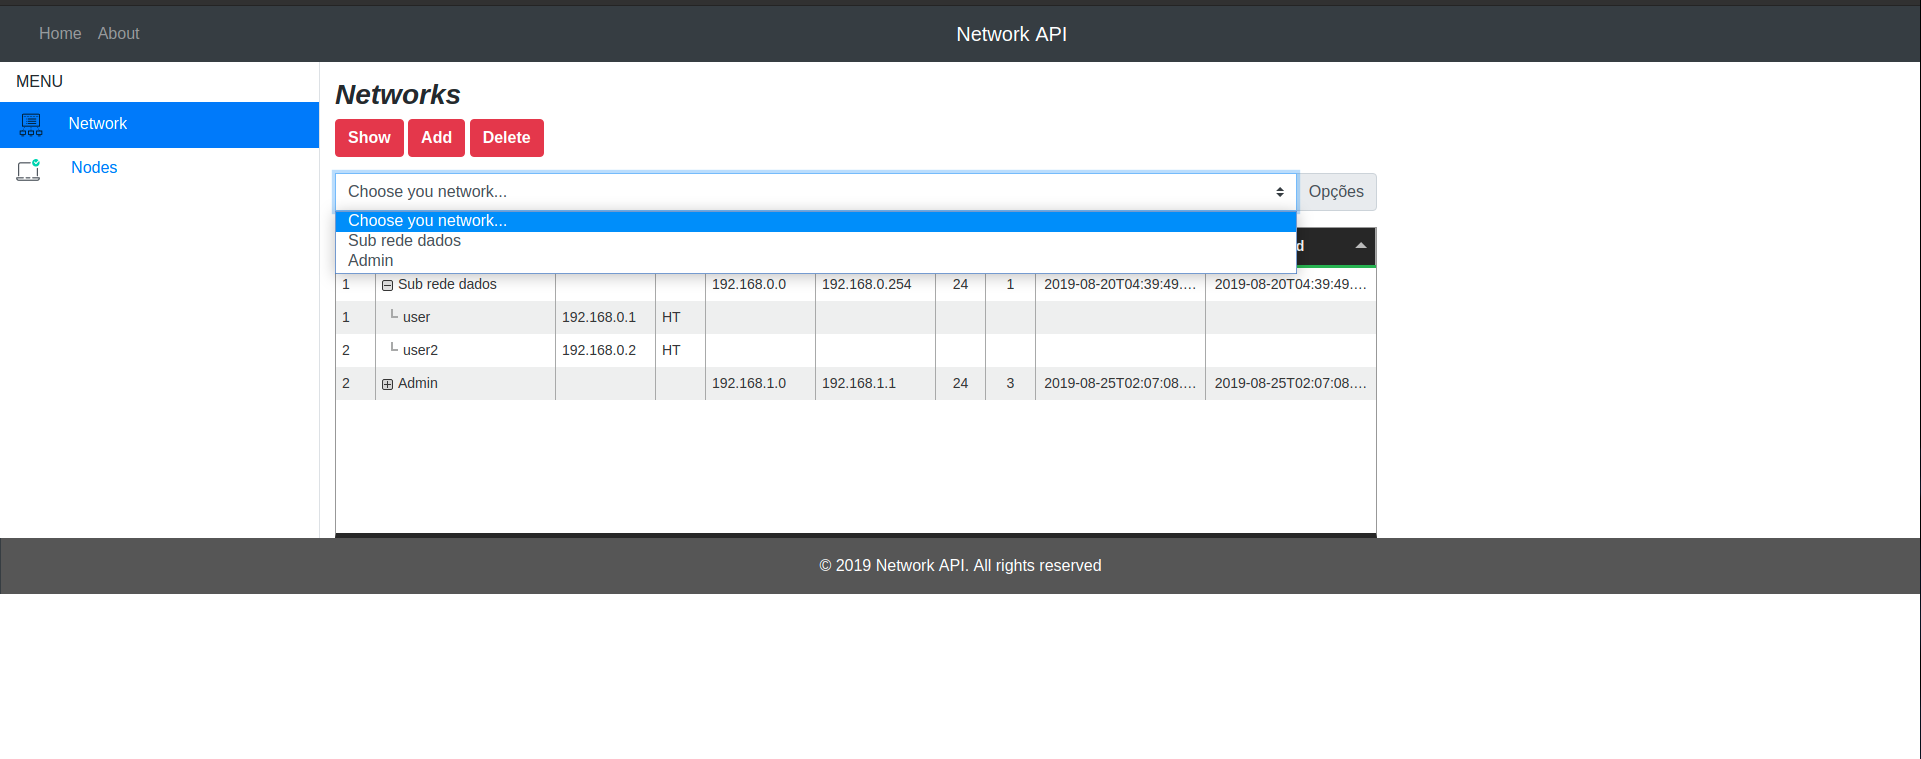 Home About Network API
MENU
Network
Nodes
Networks
Show Add Delete
Choose you network... Opções
Choose you network...
Sub rede dados
Admin
d
1 Sub rede dados 192.168.0.0 192.168.0.254 24 1 2019-08-20T04:39:49.... 2019-08-20T04:39:49....
1 user 192.168.0.1 HT
2 user2 192.168.0.2 HT
2 Admin 192.168.1.0 192.168.1.1 24 3 2019-08-25T02:07:08.... 2019-08-25T02:07:08....
© 2019 Network API. All rights reserved